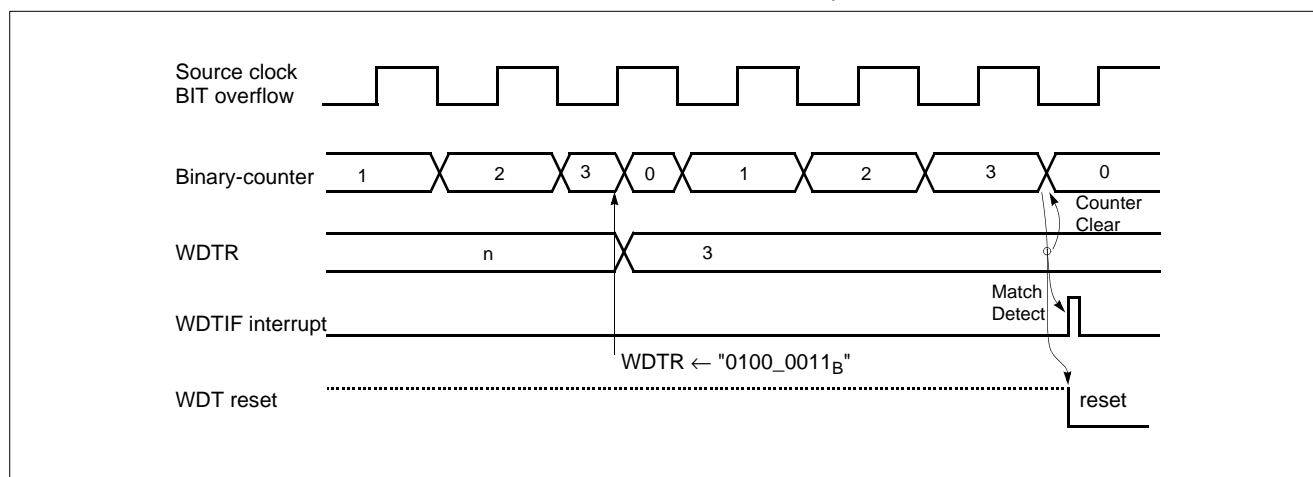 Source clock
BIT overflow
Binary-counter
1 2 3 0 1 2 3 0
Counter
Clear
WDTR
n 3
Match
Detect
WDTIF interrupt
WDTR ← "0100_0011B"
WDT reset
reset